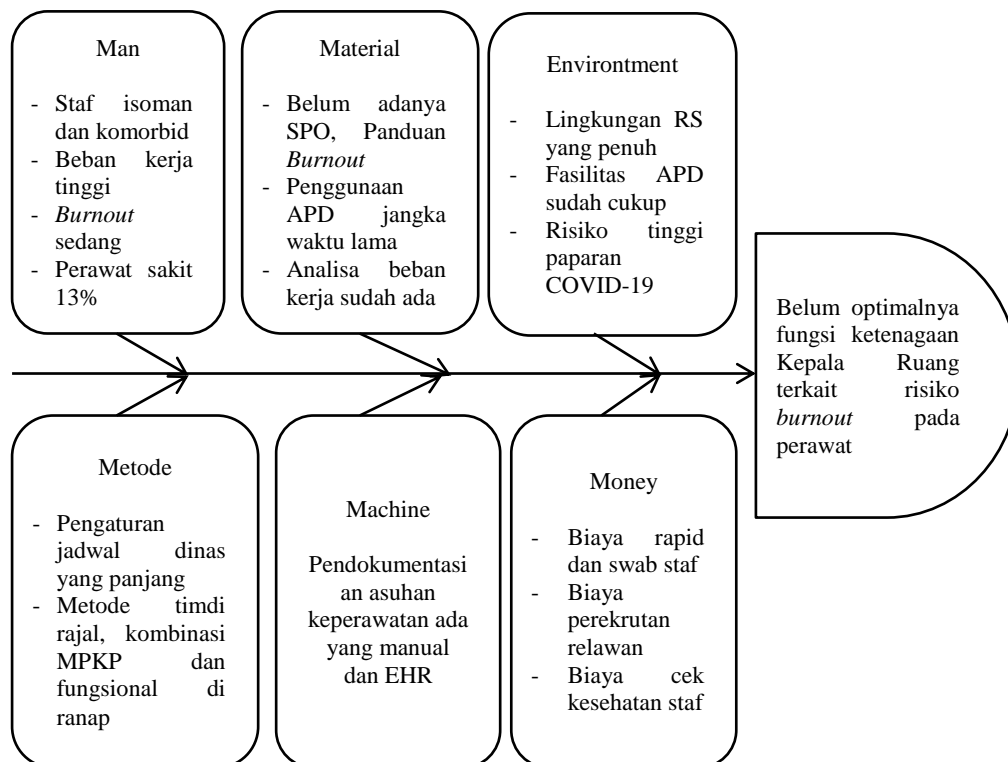 Man
- Staf isoman
dan komorbid
- Beban kerja
tinggi
- Burnout
sedang
- Perawat sakit
13%
Material
- Belum adanya
SPO, Panduan
Burnout
- Penggunaan
APD jangka
waktu lama
- Analisa beban
kerja sudah ada
Environtment
- Lingkungan RS
yang penuh
- Fasilitas APD
sudah cukup
- Risiko tinggi
paparan
COVID-19
Belum optimalnya
fungsi ketenagaan
Kepala Ruang
terkait risiko
burnout pada
perawat
Metode
- Pengaturan
jadwal dinas
yang panjang
- Metode timdi
rajal, kombinasi
MPKP dan
fungsional di
ranap
Machine
Pendokumentasi
an asuhan
keperawatan ada
yang manual
dan EHR
Money
- Biaya rapid
dan swab staf
- Biaya
perekrutan
relawan
- Biaya cek
kesehatan staf